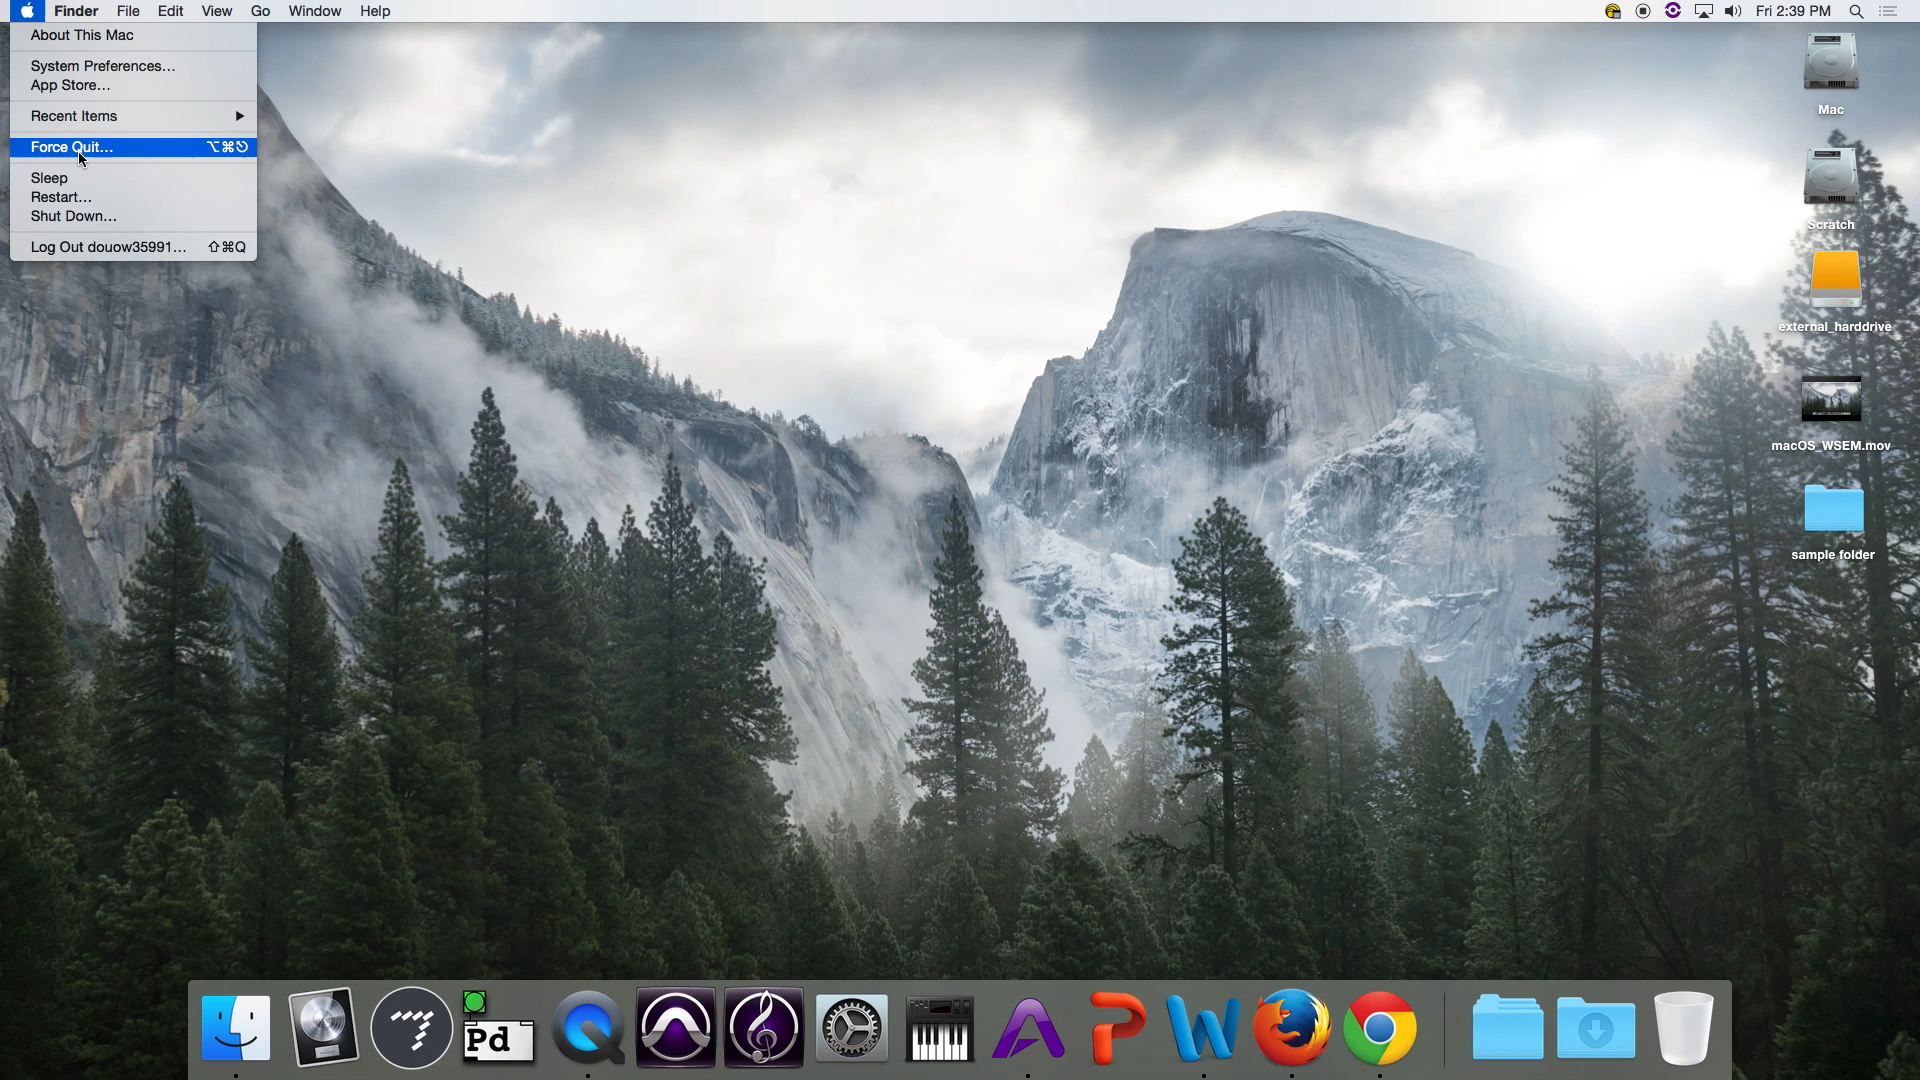 Finder File Edit View Go Window Help Fri 2:39 PM
About This Mac
System Preferences...
App Store...
Recent Items ▶
Force Quit... ⌥⌘⎋
Sleep
Restart...
Shut Down...
Log Out douow35991... ⇧⌘Q
Mac
Scratch
external_harddrive
macOS_WSEM.mov
sample folder
Pd